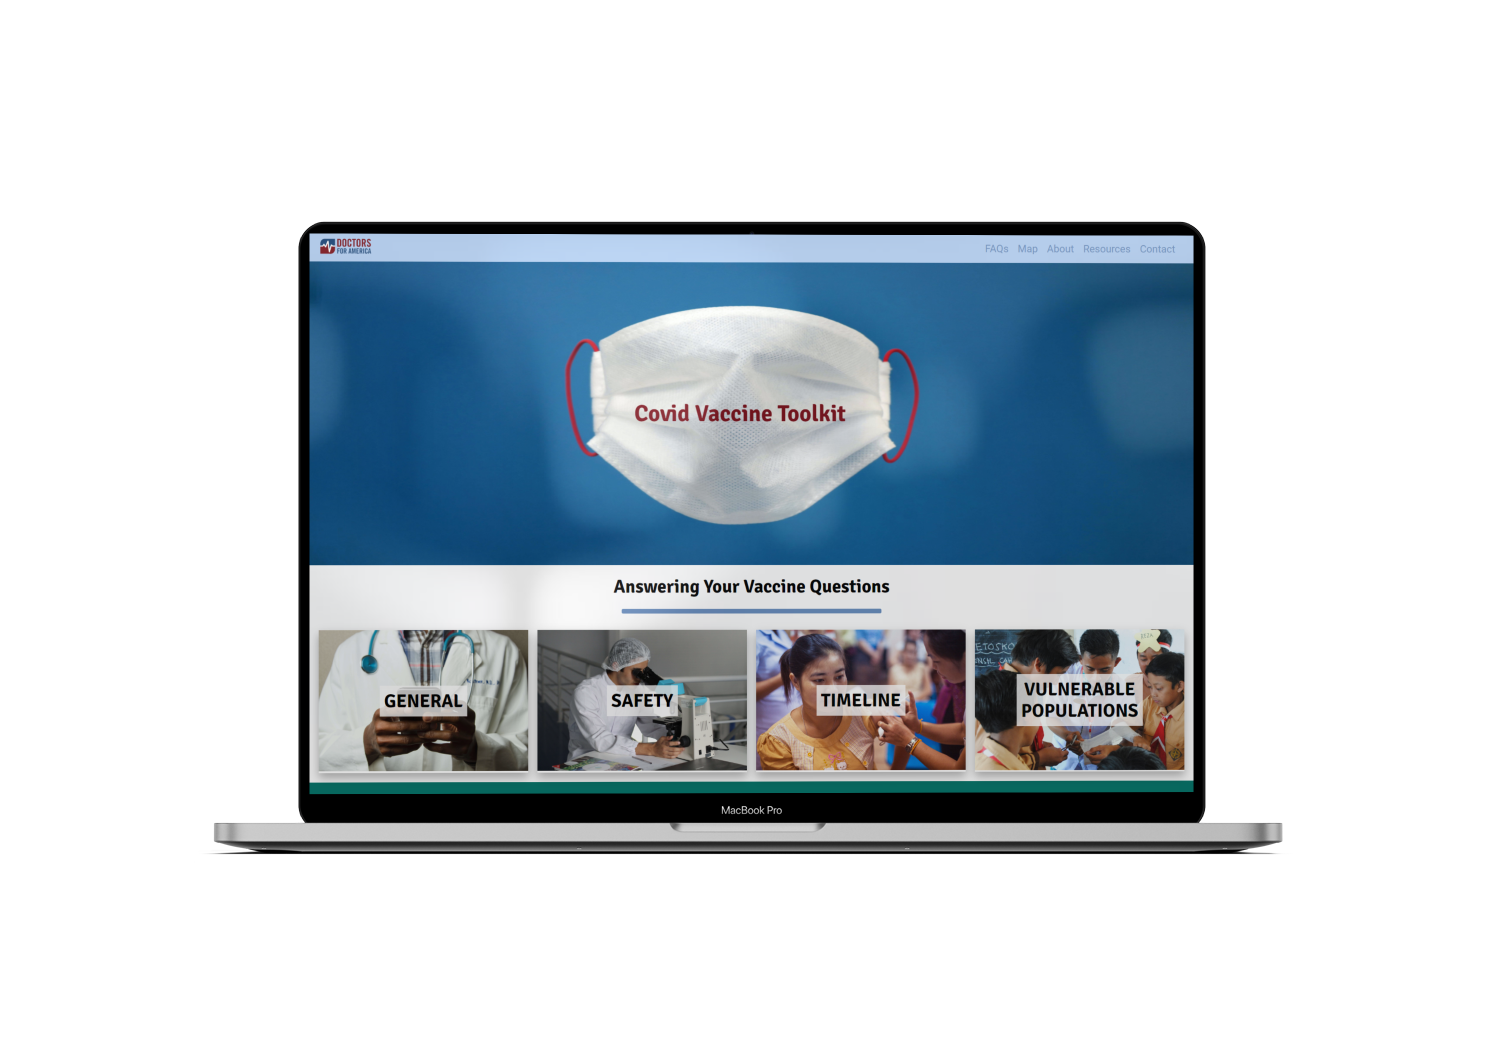 DOCTORS
FOR AMERICA
FAQs Map About Resources Contact
Covid Vaccine Toolkit
Answering Your Vaccine Questions
GENERAL
SAFETY
TIMELINE
VULNERABLE
POPULATIONS
MacBook Pro